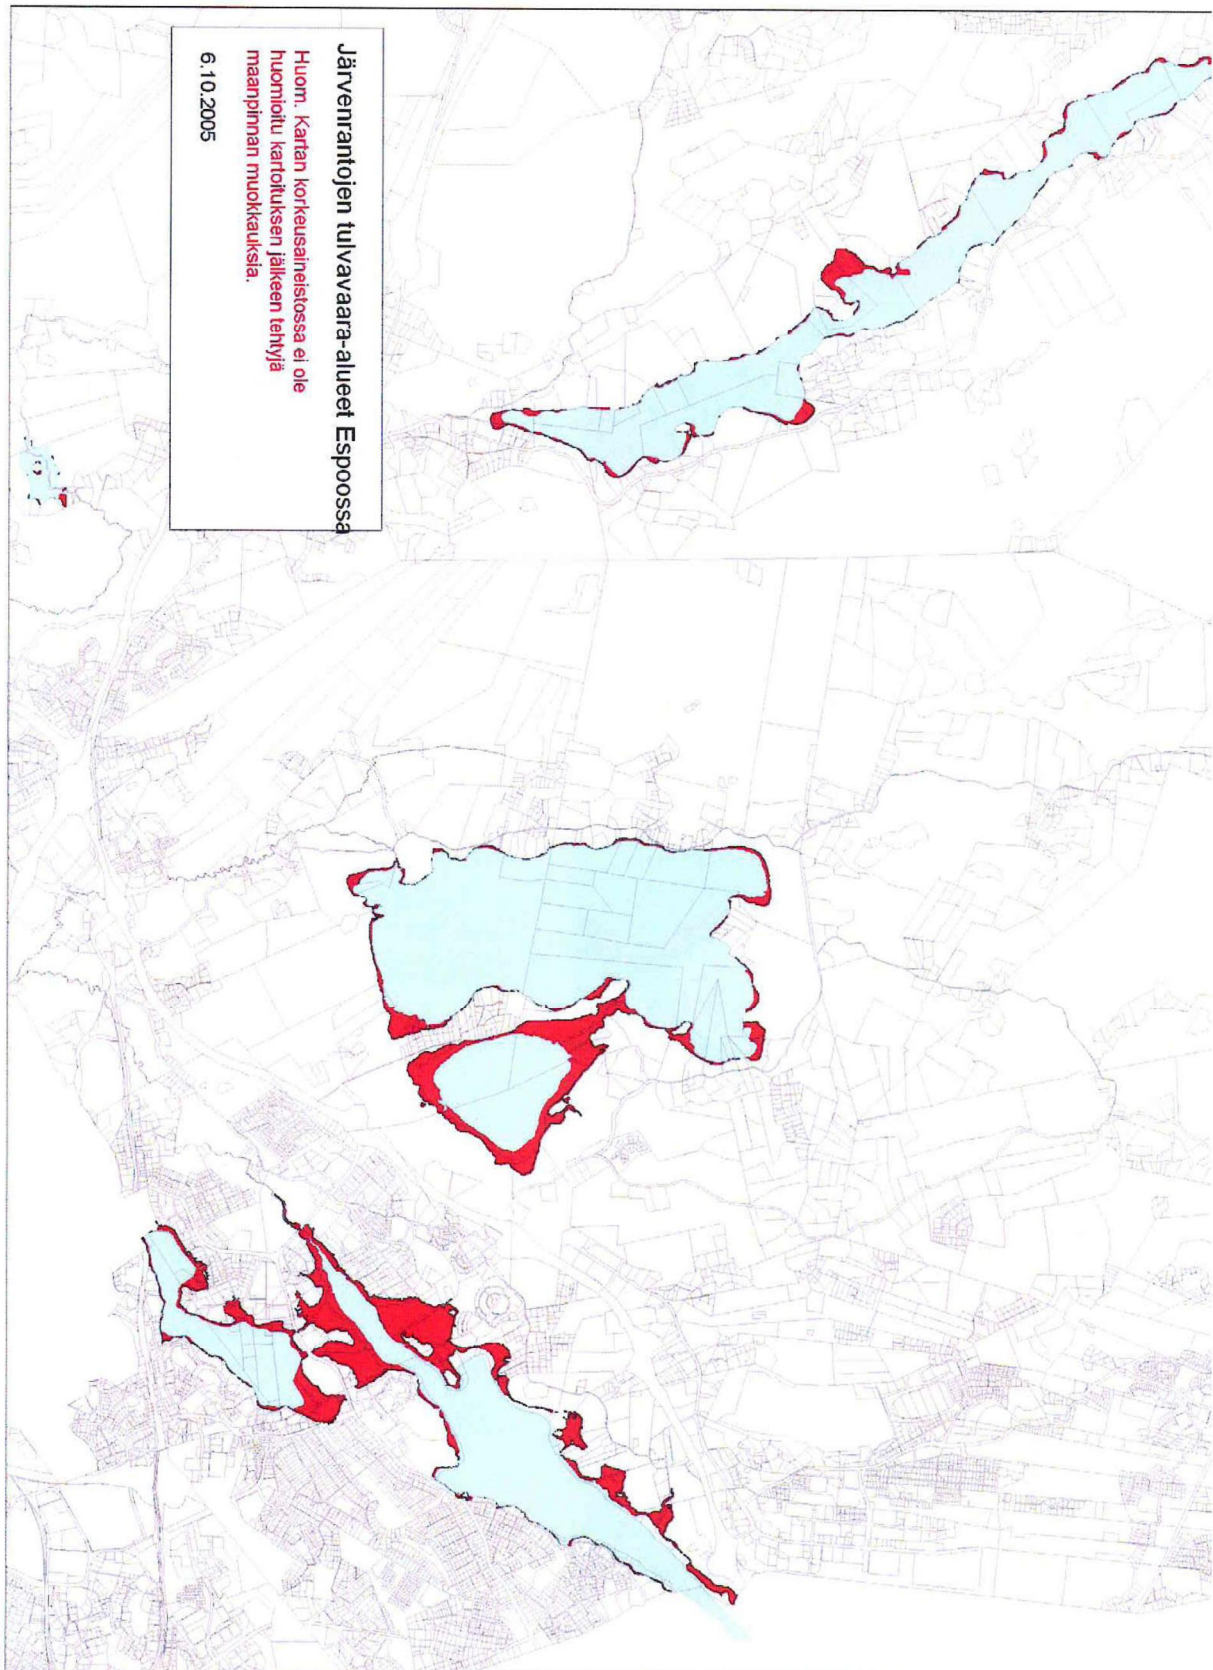 Järvenrantojen tulvavaara-alueet Espoossa
Huom. Kartan korkeusaineistossa ei ole
huomioitu kartoituksen jälkeen tehtyjä
maanpinnan muokkauksia.
6.10.2005